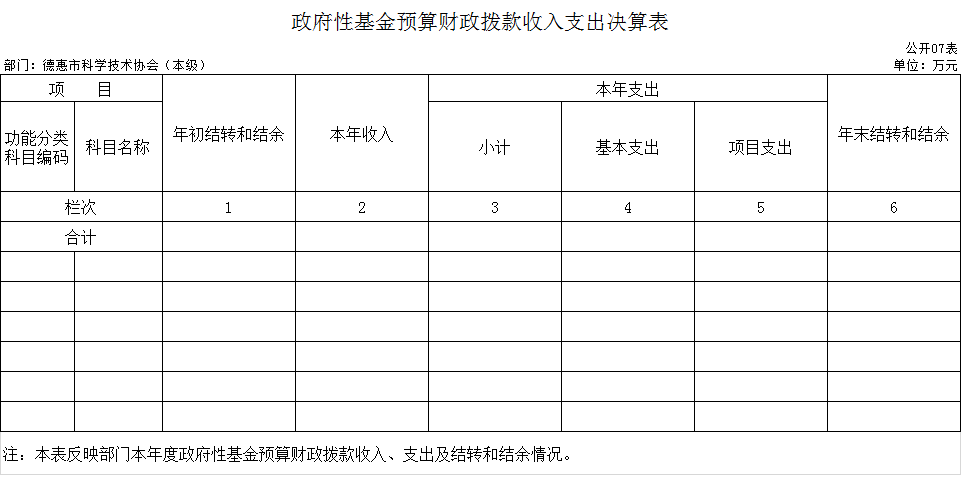 政府性基金预算财政拨款收入支出决算表
公开07表
部门：德惠市科学技术协会（本级） 单位：万元
项 目 年初结转和结余 本年收入 本年支出 年末结转和结余
功能分类科目编码 科目名称 小计 基本支出 项目支出
栏次 1 2 3 4 5 6
合计
注：本表反映部门本年度政府性基金预算财政拨款收入、支出及结转和结余情况。